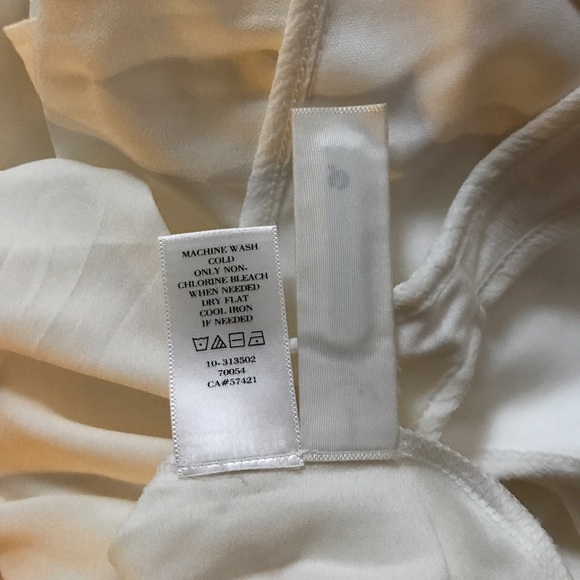 MACHINE WASH
COLD
ONLY NON-
CHLORINE BLEACH
WHEN NEEDED
DRY FLAT
COOL IRON
IF NEEDED
10-313502
70054
CA#57421